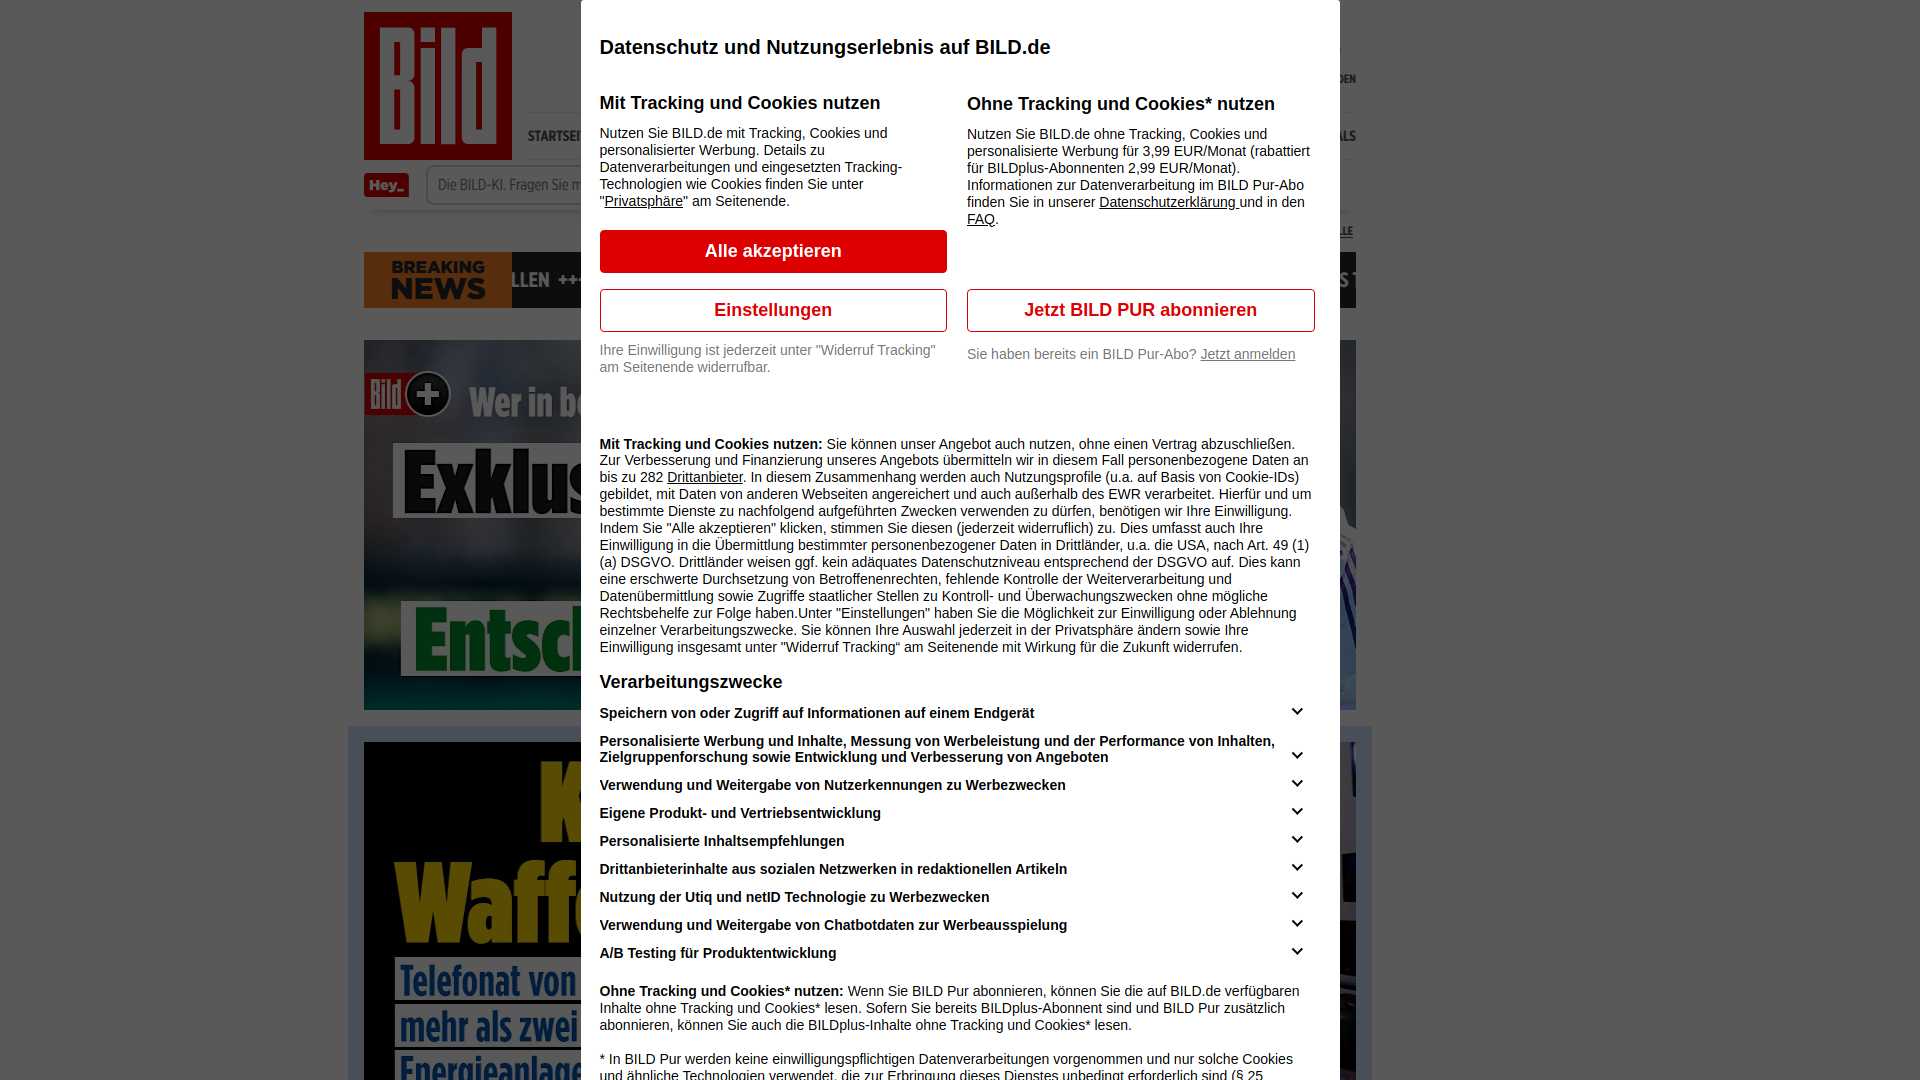 Bild
STARTSEI
Hey_
Die BILD-KI. Fragen Sie m
BREAKING
NEWS
LLEN +++
Bild
Wer in be
Exklus
Entsch
K
Waffe
Telefonat von
mehr als zwei
Energieanlage
Datenschutz und Nutzungserlebnis auf BILD.de
Mit Tracking und Cookies nutzen
Nutzen Sie BILD.de mit Tracking, Cookies und
personalisierter Werbung. Details zu
Datenverarbeitungen und eingesetzten Tracking-
Technologien wie Cookies finden Sie unter
"Privatsphäre" am Seitenende.
Alle akzeptieren
Einstellungen
Ihre Einwilligung ist jederzeit unter "Widerruf Tracking"
am Seitenende widerrufbar.
Ohne Tracking und Cookies* nutzen
Nutzen Sie BILD.de ohne Tracking, Cookies und
personalisierte Werbung für 3,99 EUR/Monat (rabattiert
für BILDplus-Abonnenten 2,99 EUR/Monat).
Informationen zur Datenverarbeitung im BILD Pur-Abo
finden Sie in unserer Datenschutzerklärung und in den
FAQ.
Jetzt BILD PUR abonnieren
Sie haben bereits ein BILD Pur-Abo? Jetzt anmelden
Mit Tracking und Cookies nutzen: Sie können unser Angebot auch nutzen, ohne einen Vertrag abzuschließen.
Zur Verbesserung und Finanzierung unseres Angebots übermitteln wir in diesem Fall personenbezogene Daten an
bis zu 282 Drittanbieter. In diesem Zusammenhang werden auch Nutzungsprofile (u.a. auf Basis von Cookie-IDs)
gebildet, mit Daten von anderen Webseiten angereichert und auch außerhalb des EWR verarbeitet. Hierfür und um
bestimmte Dienste zu nachfolgend aufgeführten Zwecken verwenden zu dürfen, benötigen wir Ihre Einwilligung.
Indem Sie "Alle akzeptieren" klicken, stimmen Sie diesen (jederzeit widerruflich) zu. Dies umfasst auch Ihre
Einwilligung in die Übermittlung bestimmter personenbezogener Daten in Drittländer, u.a. die USA, nach Art. 49 (1)
(a) DSGVO. Drittländer weisen ggf. kein adäquates Datenschutzniveau entsprechend der DSGVO auf. Dies kann
eine erschwerte Durchsetzung von Betroffenenrechten, fehlende Kontrolle der Weiterverarbeitung und
Datenübermittlung sowie Zugriffe staatlicher Stellen zu Kontroll- und Überwachungszwecken ohne mögliche
Rechtsbehelfe zur Folge haben.Unter "Einstellungen" haben Sie die Möglichkeit zur Einwilligung oder Ablehnung
einzelner Verarbeitungszwecke. Sie können Ihre Auswahl jederzeit in der Privatsphäre ändern sowie Ihre
Einwilligung insgesamt unter "Widerruf Tracking“ am Seitenende mit Wirkung für die Zukunft widerrufen.
Verarbeitungszwecke
Speichern von oder Zugriff auf Informationen auf einem Endgerät
Personalisierte Werbung und Inhalte, Messung von Werbeleistung und der Performance von Inhalten,
Zielgruppenforschung sowie Entwicklung und Verbesserung von Angeboten
Verwendung und Weitergabe von Nutzerkennungen zu Werbezwecken
Eigene Produkt- und Vertriebsentwicklung
Personalisierte Inhaltsempfehlungen
Drittanbieterinhalte aus sozialen Netzwerken in redaktionellen Artikeln
Nutzung der Utiq und netID Technologie zu Werbezwecken
Verwendung und Weitergabe von Chatbotdaten zur Werbeausspielung
A/B Testing für Produktentwicklung
Ohne Tracking und Cookies* nutzen: Wenn Sie BILD Pur abonnieren, können Sie die auf BILD.de verfügbaren
Inhalte ohne Tracking und Cookies* lesen. Sofern Sie bereits BILDplus-Abonnent sind und BILD Pur zusätzlich
abonnieren, können Sie auch die BILDplus-Inhalte ohne Tracking und Cookies* lesen.
* In BILD Pur werden keine einwilligungspflichtigen Datenverarbeitungen vorgenommen und nur solche Cookies
und ähnliche Technologien verwendet, die zur Erbringung dieses Dienstes unbedingt erforderlich sind (§ 25
DEN
ALS
LLE
S T